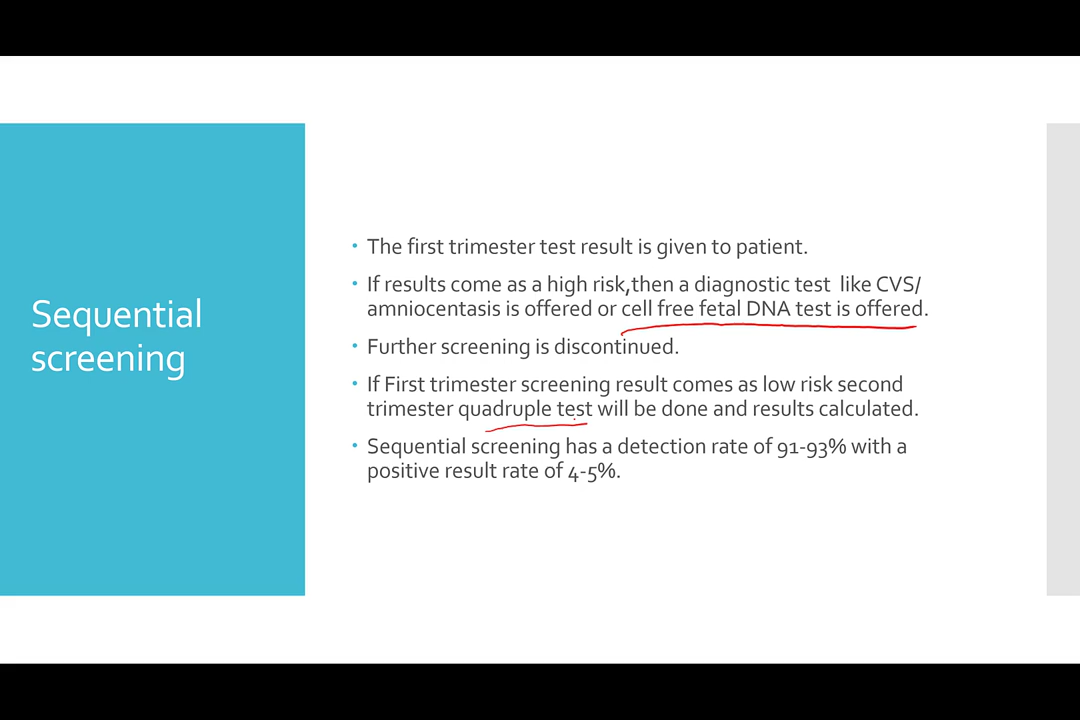 Sequential
screening
• The first trimester test result is given to patient.
• If results come as a high risk,then a diagnostic test like CVS/
amniocentasis is offered or cell free fetal DNA test is offered.
• Further screening is discontinued.
• If First trimester screening result comes as low risk second
trimester quadruple test will be done and results calculated.
• Sequential screening has a detection rate of 91-93% with a
positive result rate of 4-5%.